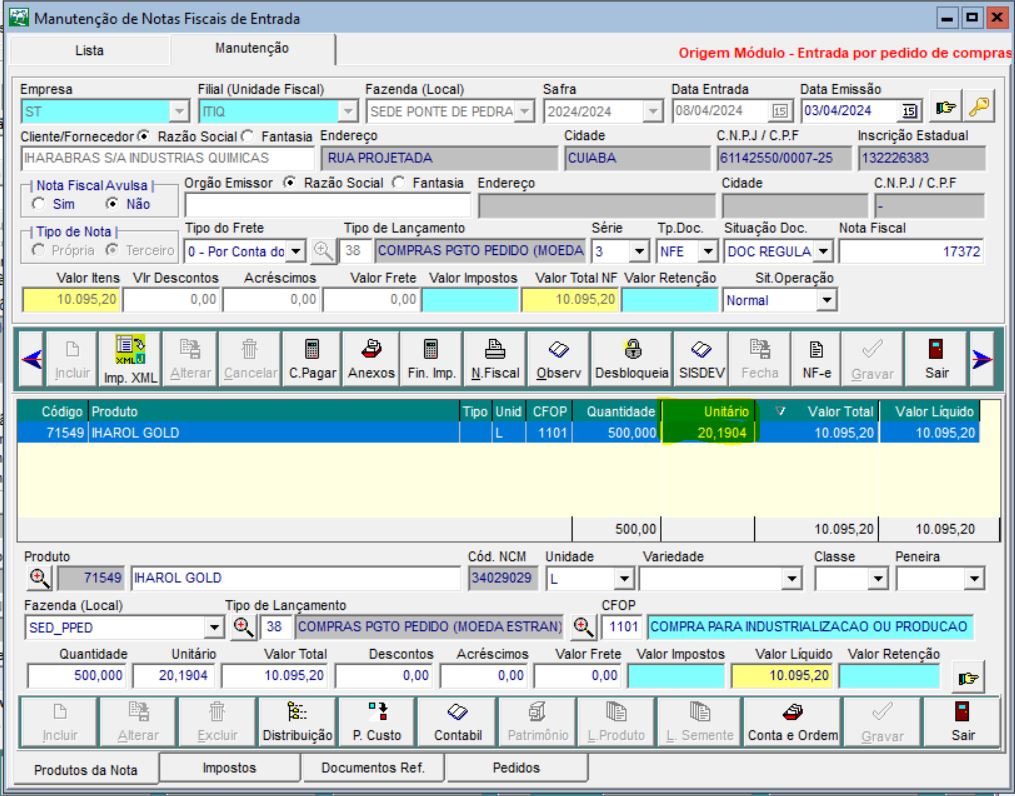 Manutenção de Notas Fiscais de Entrada
Lista Manutenção
Origem Módulo - Entrada por pedido de compras
Empresa Filial (Unidade Fiscal) Fazenda (Local) Safra Data Entrada Data Emissão
ST ITIQ SEDE PONTE DE PEDRA 2024/2024 08/04/2024 15 03/04/2024 15
Cliente/Fornecedor Razão Social Fantasia Endereço Cidade C.N.P.J / C.P.F Inscrição Estadual
IHARABRAS S/A INDUSTRIAS QUIMICAS RUA PROJETADA CUIABA 61142550/0007-25 132226383
Nota Fiscal Avulsa Orgão Emissor Razão Social Fantasia Endereço Cidade C.N.P.J / C.P.F
Sim Não -
Tipo de Nota Tipo do Frete Tipo de Lançamento Série Tp.Doc. Situação Doc. Nota Fiscal
Própria Terceiro 0 - Por Conta do 38 COMPRAS PGTO PEDIDO (MOEDA 3 NFE DOC REGULA 17372
Valor Itens Vlr Descontos Acréscimos Valor Frete Valor Impostos Valor Total NF Valor Retenção Sit.Operação
10.095,20 0,00 0,00 0,00 10.095,20 Normal
XML
Incluir Imp. XML Alterar Cancelar C.Pagar Anexos Fin. Imp. N.Fiscal Observ Desbloqueia SISDEV Fecha NF-e Gravar Sair
Código Produto Tipo Unid CFOP Quantidade Unitário Valor Total Valor Líquido
71549 IHAROL GOLD L 1101 500,000 20,1904 10.095,20 10.095,20
500,00 10.095,20 10.095,20
Produto Cód. NCM Unidade Variedade Classe Peneira
71549 IHAROL GOLD 34029029 L
Fazenda (Local) Tipo de Lançamento CFOP
SED_PPED 38 COMPRAS PGTO PEDIDO (MOEDA ESTRAN) 1101 COMPRA PARA INDUSTRIALIZACAO OU PRODUCAO
Quantidade Unitário Valor Total Descontos Acréscimos Valor Frete Valor Impostos Valor Líquido Valor Retenção
500,000 20,1904 10.095,20 0,00 0,00 0,00 10.095,20
Incluir Alterar Excluir Distribuição P. Custo Contabil Patrimônio L.Produto L. Semente Conta e Ordem Gravar Sair
Produtos da Nota Impostos Documentos Ref. Pedidos